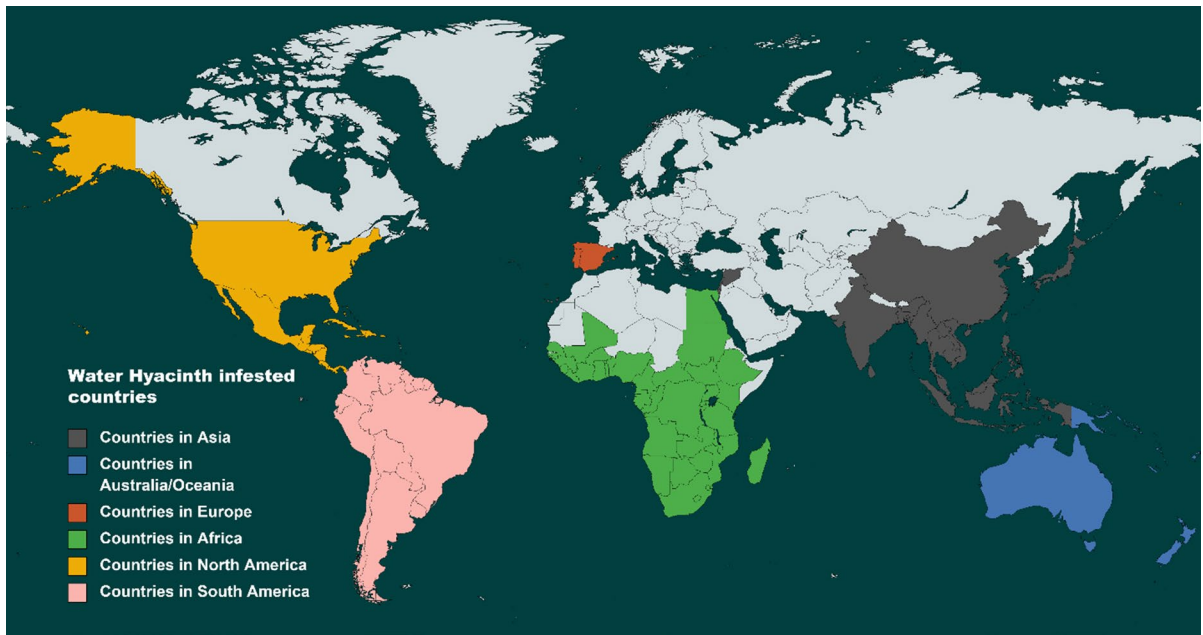 Water Hyacinth infested
countries
Countries in Asia
Countries in
Australia/Oceania
Countries in Europe
Countries in Africa
Countries in North America
Countries in South America